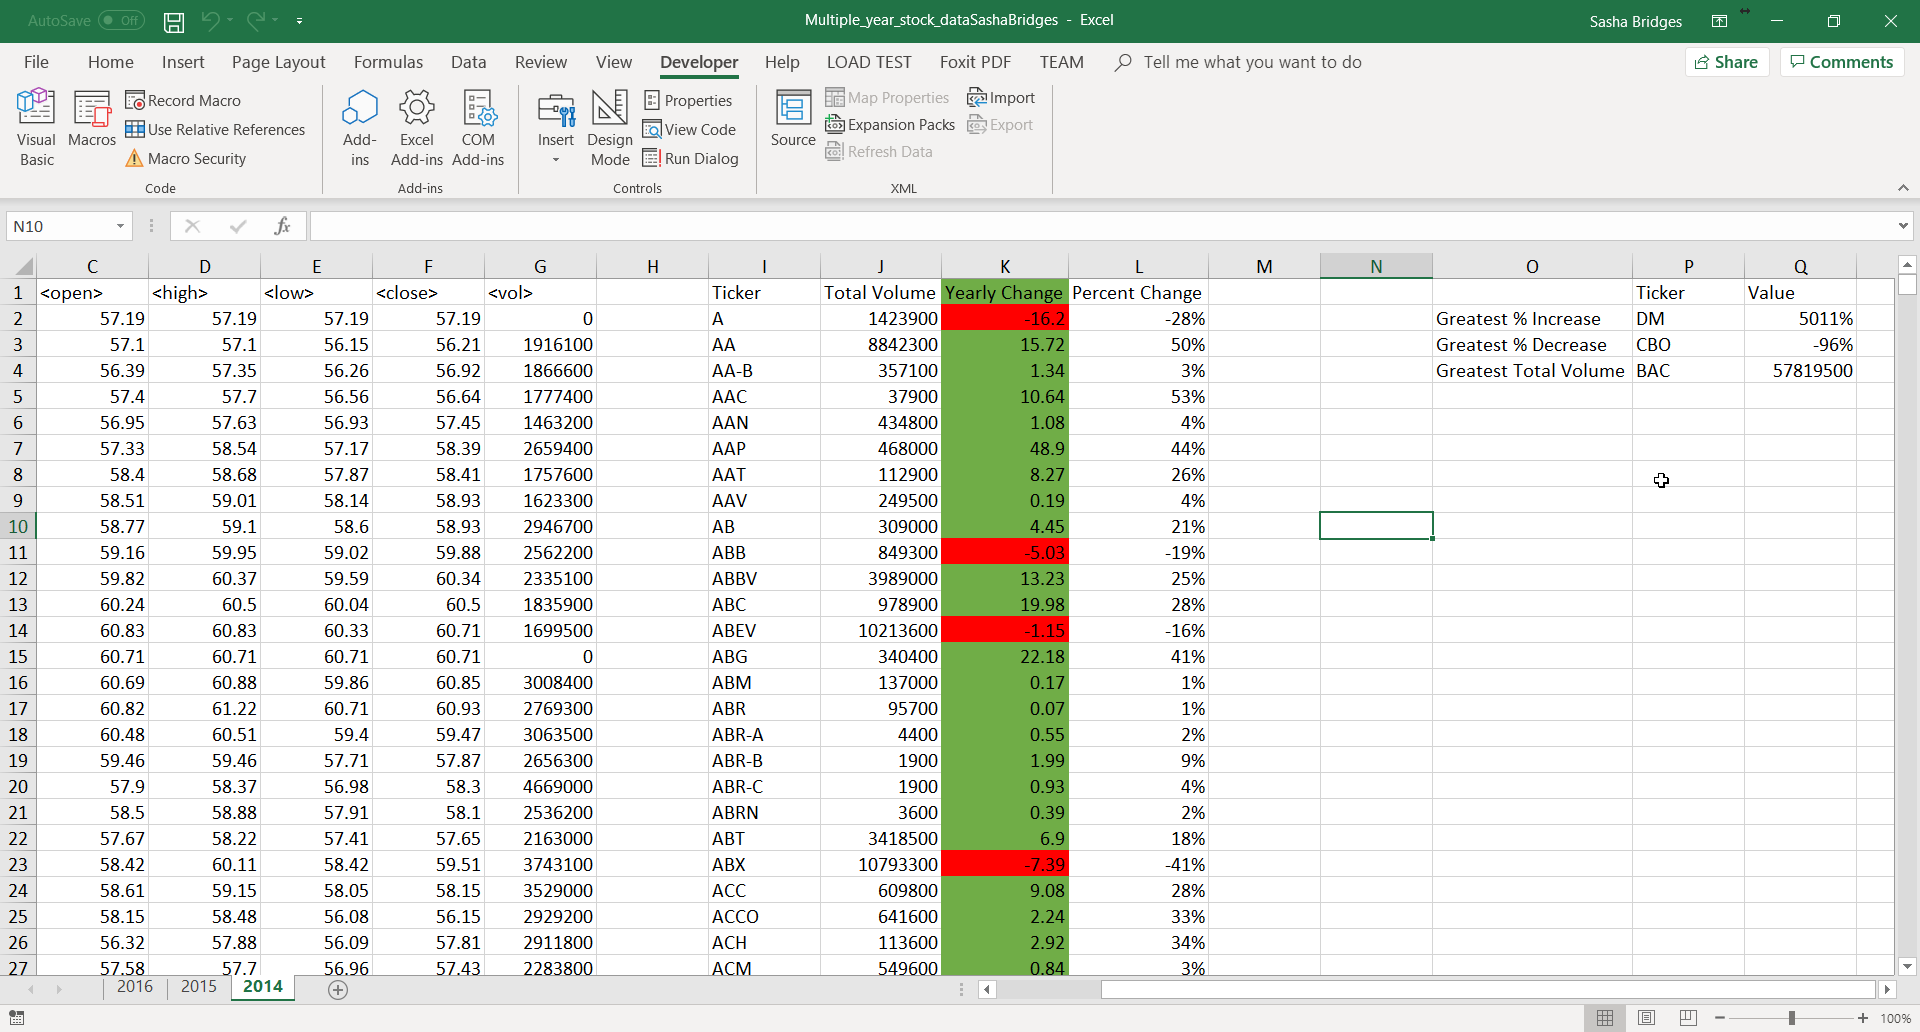 AutoSave Off Multiple_year_stock_dataSashaBridges - Excel Sasha Bridges
File Home Insert Page Layout Formulas Data Review View Developer Help LOAD TEST Foxit PDF TEAM Tell me what you want to do Share Comments
Visual Basic
Macros
Record Macro
Use Relative References
Macro Security
Code
Add-ins
Excel Add-ins
COM Add-ins
Add-ins
Insert
Design Mode
Properties
View Code
Run Dialog
Controls
Source
Map Properties
Expansion Packs
Refresh Data
Import
Export
XML
N10 fx
C D E F G H I J K L M N O P Q
1 <open> <high> <low> <close> <vol> Ticker Total Volume Yearly Change Percent Change Ticker Value
2 57.19 57.19 57.19 57.19 0 A 1423900 -16.2 -28% Greatest % Increase DM 5011%
3 57.1 57.1 56.15 56.21 1916100 AA 8842300 15.72 50% Greatest % Decrease CBO -96%
4 56.39 57.35 56.26 56.92 1866600 AA-B 357100 1.34 3% Greatest Total Volume BAC 57819500
5 57.4 57.7 56.56 56.64 1777400 AAC 37900 10.64 53%
6 56.95 57.63 56.93 57.45 1463200 AAN 434800 1.08 4%
7 57.33 58.54 57.17 58.39 2659400 AAP 468000 48.9 44%
8 58.4 58.68 57.87 58.41 1757600 AAT 112900 8.27 26%
9 58.51 59.01 58.14 58.93 1623300 AAV 249500 0.19 4%
10 58.77 59.1 58.6 58.93 2946700 AB 309000 4.45 21%
11 59.16 59.95 59.02 59.88 2562200 ABB 849300 -5.03 -19%
12 59.82 60.37 59.59 60.34 2335100 ABBV 3989000 13.23 25%
13 60.24 60.5 60.04 60.5 1835900 ABC 978900 19.98 28%
14 60.83 60.83 60.33 60.71 1699500 ABEV 10213600 -1.15 -16%
15 60.71 60.71 60.71 60.71 0 ABG 340400 22.18 41%
16 60.69 60.88 59.86 60.85 3008400 ABM 137000 0.17 1%
17 60.82 61.22 60.71 60.93 2769300 ABR 95700 0.07 1%
18 60.48 60.51 59.4 59.47 3063500 ABR-A 4400 0.55 2%
19 59.46 59.46 57.71 57.87 2656300 ABR-B 1900 1.99 9%
20 57.9 58.37 56.98 58.3 4669000 ABR-C 1900 0.93 4%
21 58.5 58.88 57.91 58.1 2536200 ABRN 3600 0.39 2%
22 57.67 58.22 57.41 57.65 2163000 ABT 3418500 6.9 18%
23 58.42 60.11 58.42 59.51 3743100 ABX 10793300 -7.39 -41%
24 58.61 59.15 58.05 58.15 3529000 ACC 609800 9.08 28%
25 58.15 58.48 56.08 56.15 2929200 ACCO 641600 2.24 33%
26 56.32 57.88 56.09 57.81 2911800 ACH 113600 2.92 34%
27 57.58 57.7 56.96 57.43 2283800 ACM 549600 0.84 3%
2016 2015 2014
100%